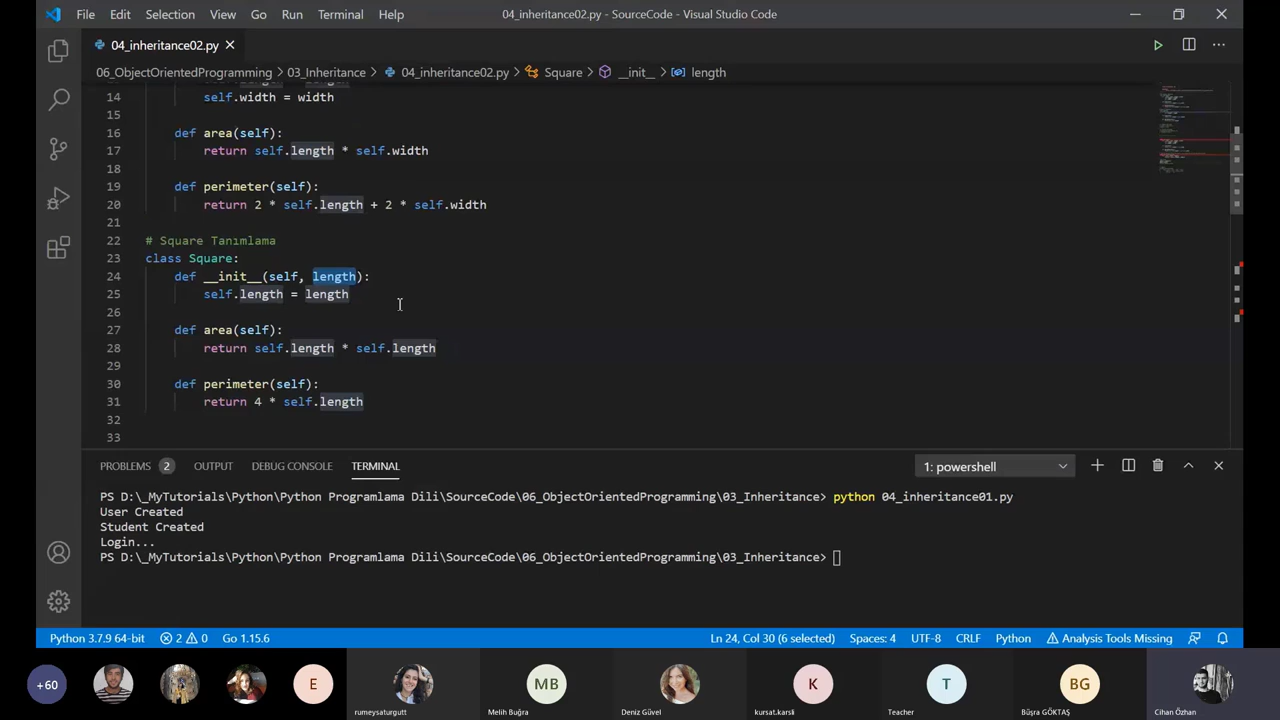 File Edit Selection View Go Run Terminal Help 04_inheritance02.py - SourceCode - Visual Studio Code
04_inheritance02.py
06_ObjectOrientedProgramming > 03_Inheritance > 04_inheritance02.py > Square > __init__ > length
14 self.width = width
15
16 def area(self):
17 return self.length * self.width
18
19 def perimeter(self):
20 return 2 * self.length + 2 * self.width
21
22 # Square Tanımlama
23 class Square:
24 def __init__(self, length):
25 self.length = length
26
27 def area(self):
28 return self.length * self.length
29
30 def perimeter(self):
31 return 4 * self.length
32
33
PROBLEMS 2 OUTPUT DEBUG CONSOLE TERMINAL 1: powershell
PS D:\_MyTutorials\Python\Python Programlama Dili\SourceCode\06_ObjectOrientedProgramming\03_Inheritance> python 04_inheritance01.py
User Created
Student Created
Login...
PS D:\_MyTutorials\Python\Python Programlama Dili\SourceCode\06_ObjectOrientedProgramming\03_Inheritance>
Python 3.7.9 64-bit 2 0 Go 1.15.6 Ln 24, Col 30 (6 selected) Spaces: 4 UTF-8 CRLF Python Analysis Tools Missing
+60 E MB K T BG
rumeysaturgutt Melih Buğra Deniz Güvel kursat.karsli Teacher Büşra GÖKTAŞ Cihan Özhan